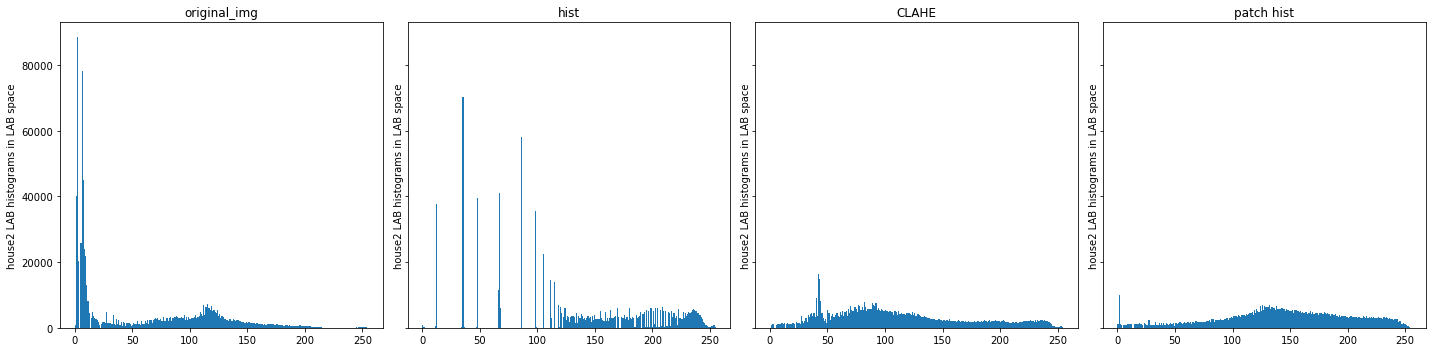 original_img
hist
CLAHE
patch hist
house2 LAB histograms in LAB space
house2 LAB histograms in LAB space
house2 LAB histograms in LAB space
house2 LAB histograms in LAB space
80000
60000
40000
20000
0
0 50 100 150 200 250
0 50 100 150 200 250
0 50 100 150 200 250
0 50 100 150 200 250